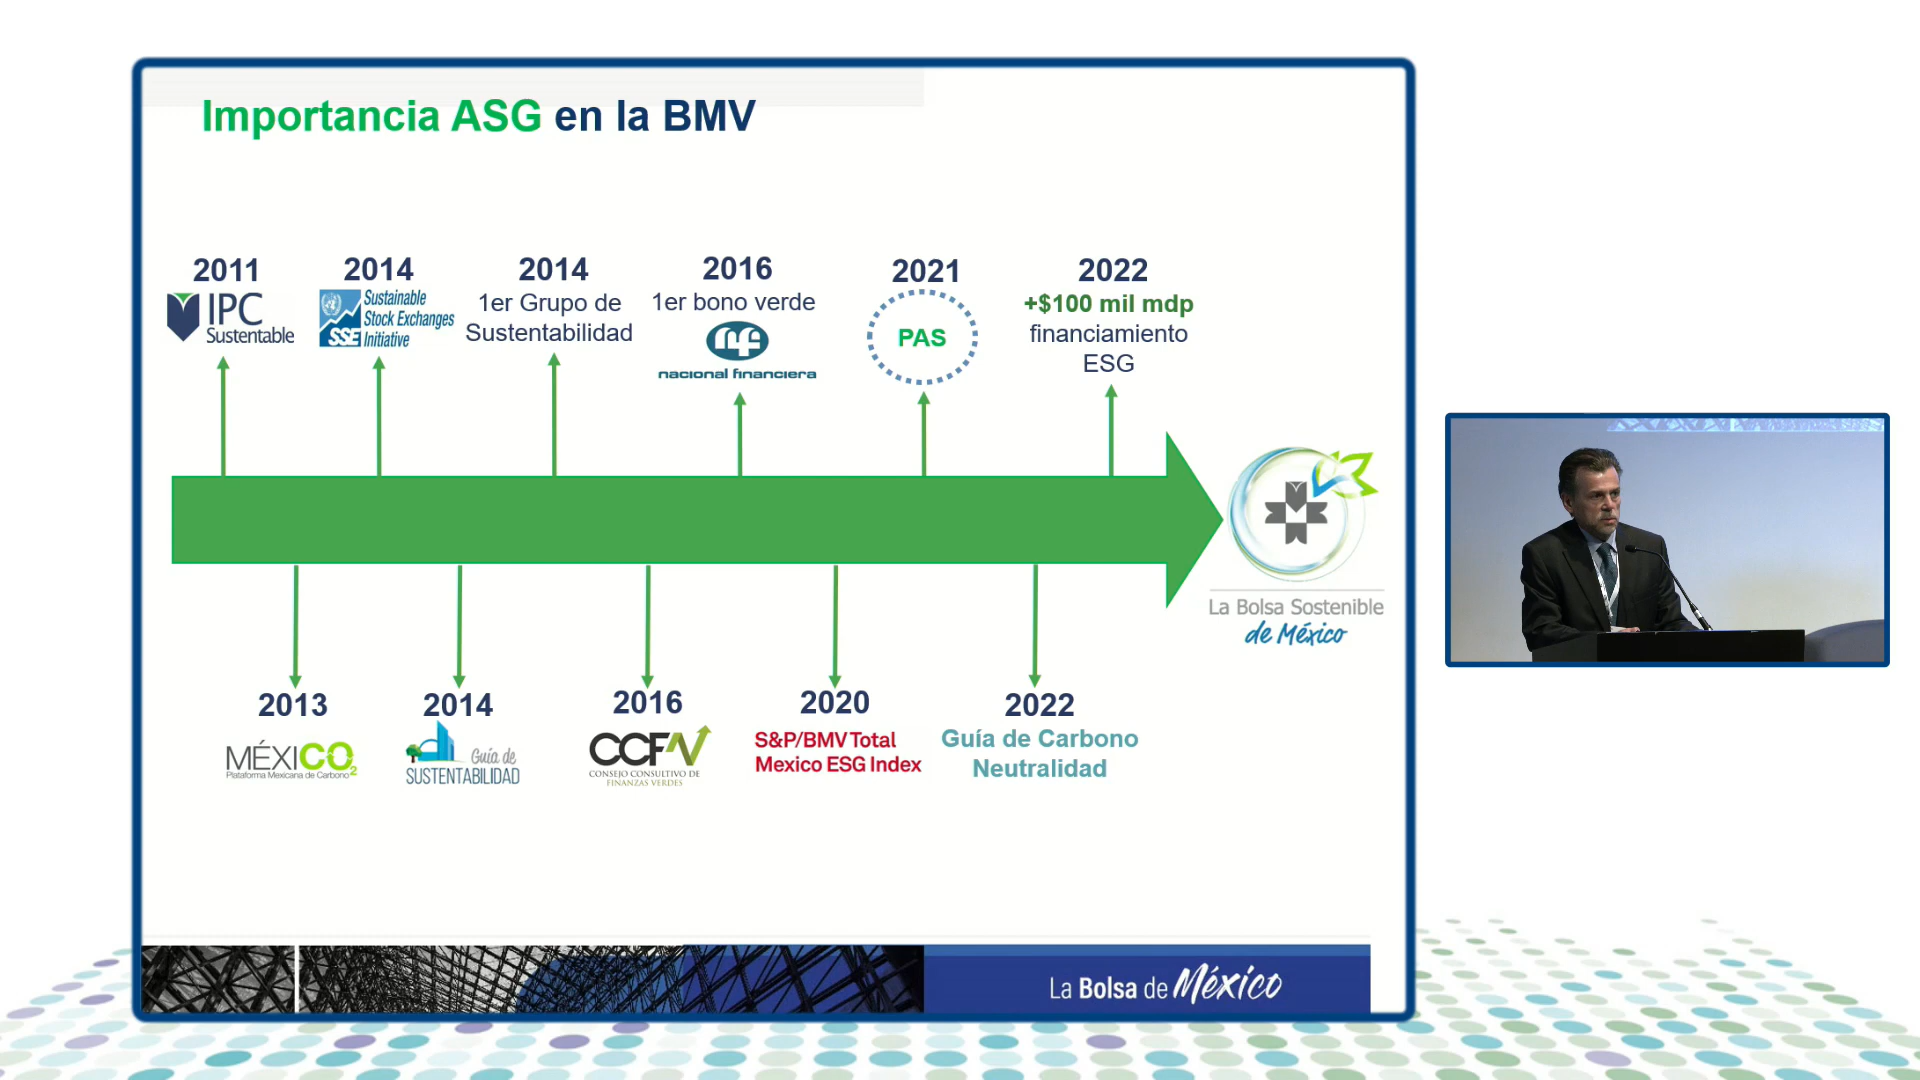 Importancia ASG en la BMV
2011
IPC
Sustentable
2014
Sustainable
Stock Exchanges
SSE Initiative
2014
1er Grupo de
Sustentabilidad
2016
1er bono verde
nf
nacional financiera
2021
PAS
2022
+$100 mil mdp
financiamiento
ESG
La Bolsa Sostenible
de México
2013
MÉXICO2
Plataforma Mexicana de Carbono
2014
Guía de
SUSTENTABILIDAD
2016
CCFV
CONSEJO CONSULTIVO DE
FINANZAS VERDES
2020
S&P/BMV Total
Mexico ESG Index
2022
Guía de Carbono
Neutralidad
La Bolsa de México